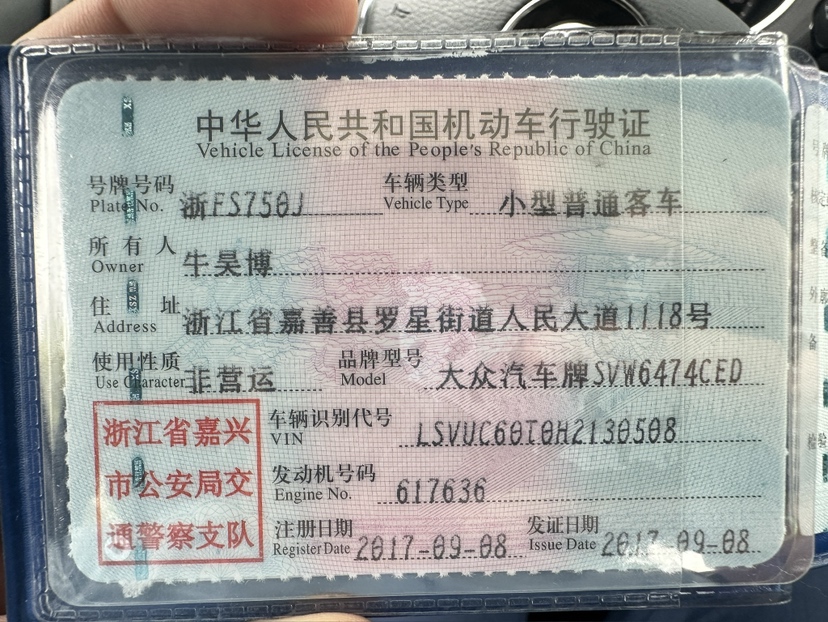 中华人民共和国机动车行驶证
Vehicle License of the People's Republic of China
号牌号码 浙FS750J 车辆类型 小型普通客车
Plate No. Vehicle Type
所有人 牛昊博
Owner
住址 浙江省嘉善县罗星街道人民大道1118号
Address
使用性质 非营运 品牌型号 大众汽车牌SVW6474CED
Use Character Model
浙江省嘉兴
市公安局交
通警察支队
车辆识别代号 LSVUC60T0H2130508
VIN
发动机号码 617636
Engine No.
注册日期 2017-09-08 发证日期 2017-09-08
Register Date Issue Date